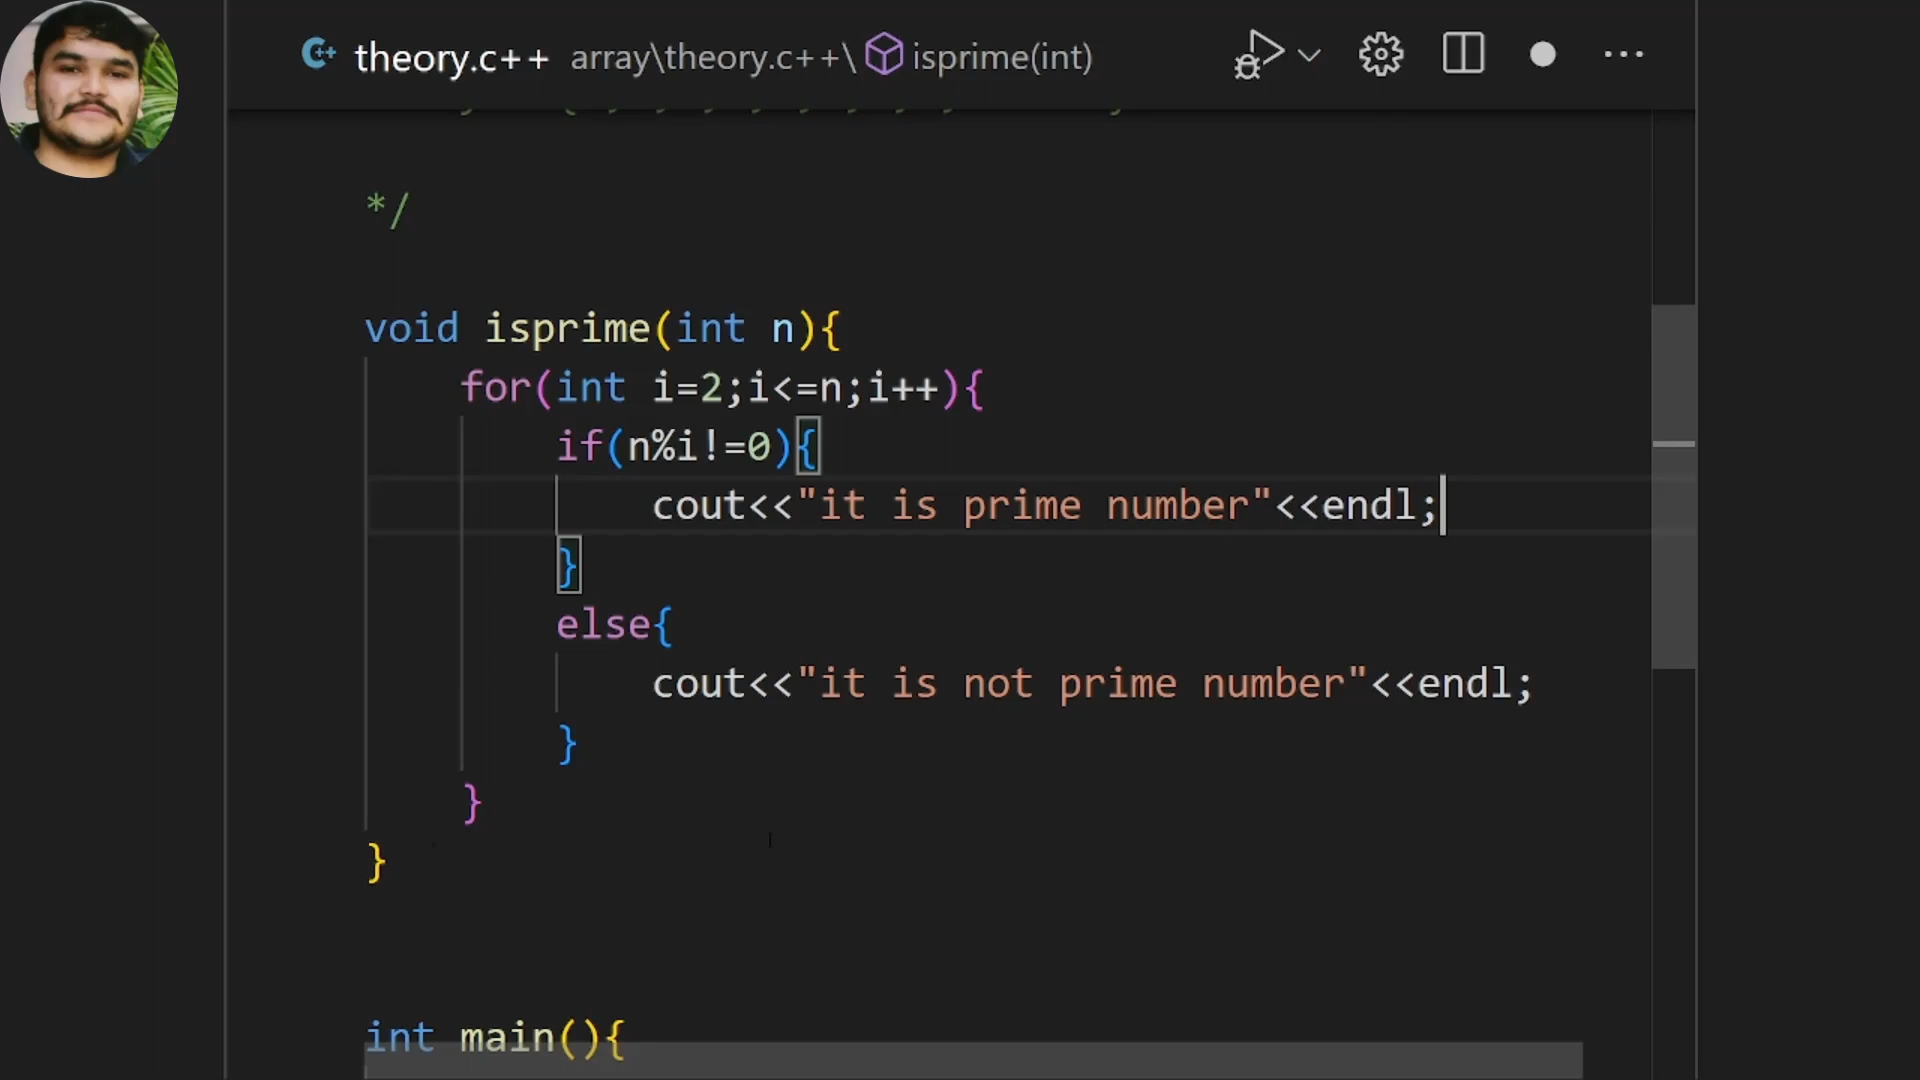 theory.c++ array\theory.c++\ isprime(int)
*/
void isprime(int n){
for(int i=2;i<=n;i++){
if(n%i!=0){
cout<<"it is prime number"<<endl;
}
else{
cout<<"it is not prime number"<<endl;
}
}
}
int main(){